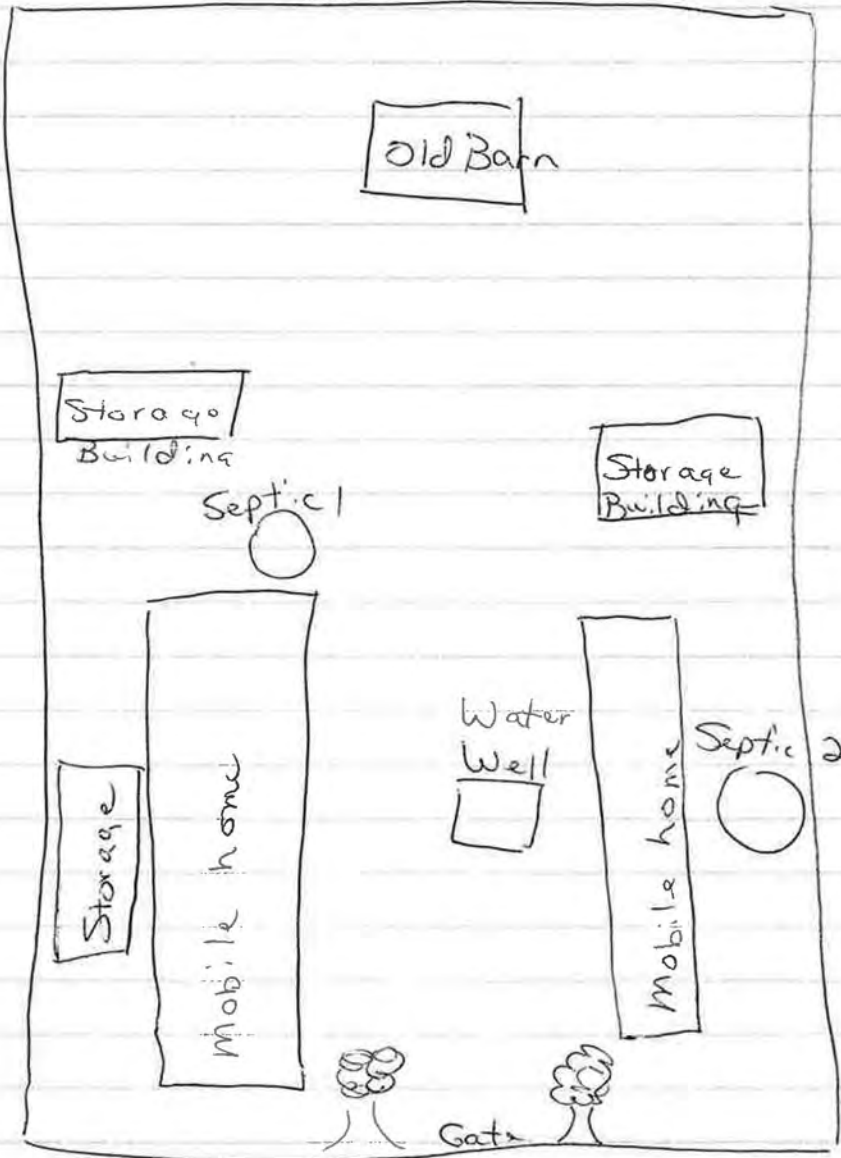 Old Barn
Storage
Building
Storage
Building
Septic 1
Water
Well
Septic 2
Storage
Mobile home
Mobile home
Gate